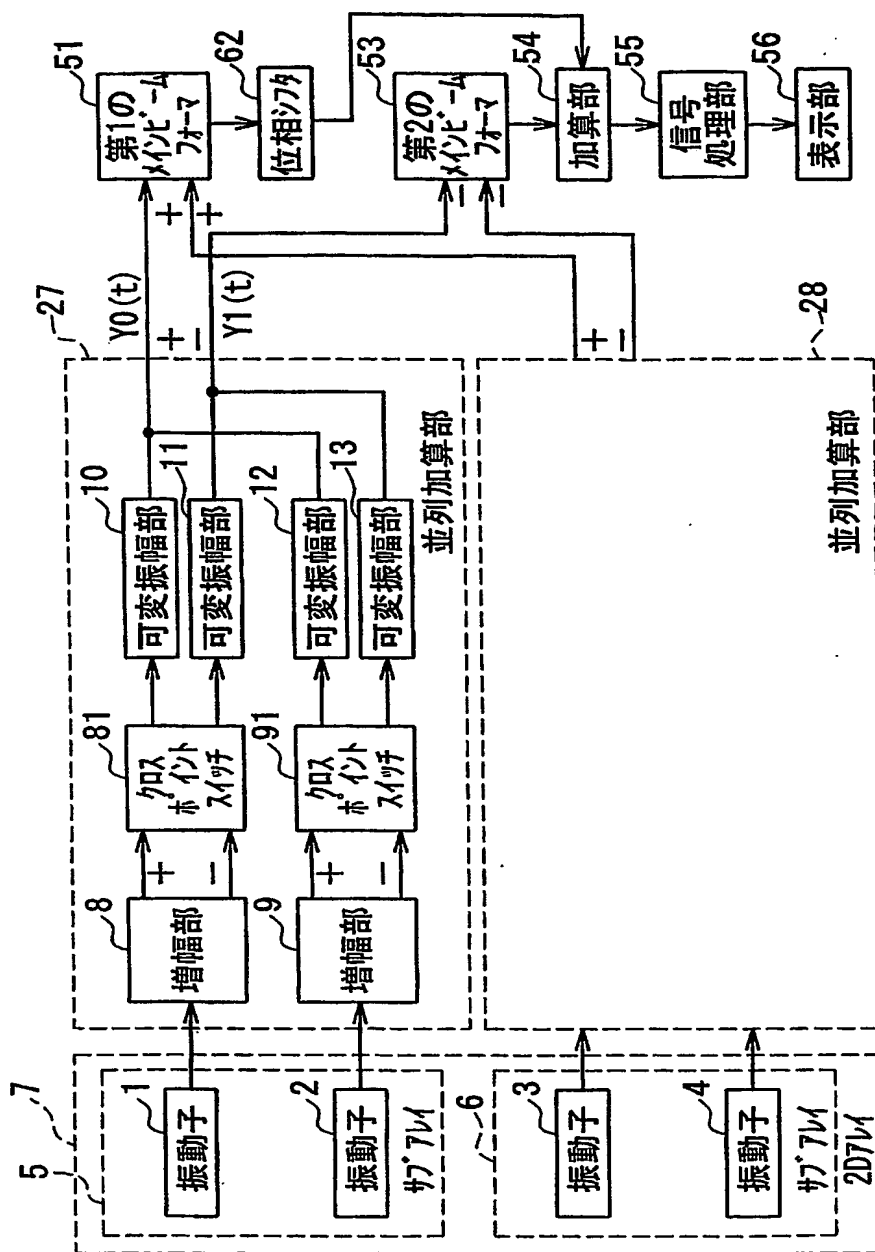 7
5
1
振動子
2
振動子
サブアレイ
6
3
振動子
4
振動子
サブアレイ
2Dアレイ
27
8
増幅部
+
−
81
クロス
ポイント
スイッチ
10
可変振幅部
11
可変振幅部
9
増幅部
+
−
91
クロス
ポイント
スイッチ
12
可変振幅部
13
可変振幅部
並列加算部
+
−
Y0(t)
Y1(t)
28
並列加算部
+
−
+
+
51
第1の
メインビーム
フォーマ
62
位相シフタ
−
−
53
第2の
メインビーム
フォーマ
54
加算部
55
信号
処理部
56
表示部